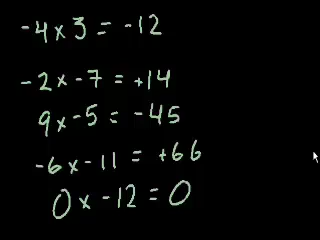 -4 x 3 = -12
-2 x -7 = +14
9 x -5 = -45
-6 x -11 = +66
0 x -12 = 0